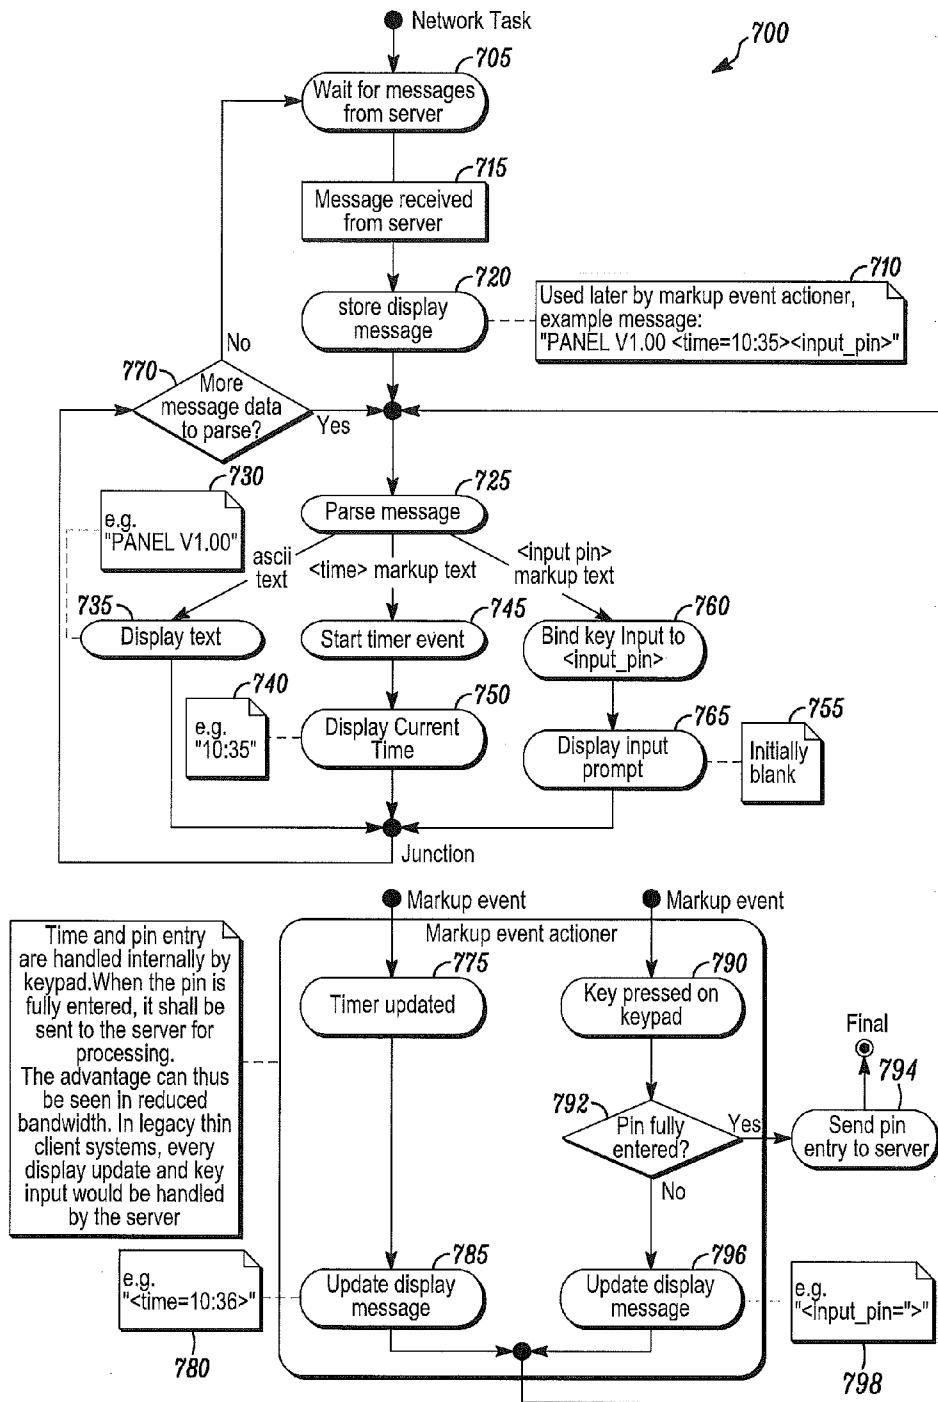 Network Task
700
705
Wait for messages
from server
715
Message received
from server
720
store display
message
710
Used later by markup event actioner,
example message:
"PANEL V1.00 <time=10:35><input_pin>"
No
770
More
message data
to parse?
Yes
730
e.g.
"PANEL V1.00"
725
Parse message
ascii
text
<time> markup text
<input pin>
markup text
735
Display text
745
Start timer event
760
Bind key Input to
<input_pin>
740
e.g.
"10:35"
750
Display Current
Time
765
Display input
prompt
755
Initially
blank
Junction
Markup event
Markup event
Markup event actioner
Time and pin entry
are handled internally by
keypad.When the pin is
fully entered, it shall be
sent to the server for
processing.
The advantage can thus
be seen in reduced
bandwidth. In legacy thin
client systems, every
display update and key
input would be handled
by the server
775
Timer updated
790
Key pressed on
keypad
792
Pin fully
entered?
Yes
No
Final
794
Send pin
entry to server
785
Update display
message
796
Update display
message
e.g.
"<time=10:36>"
780
e.g.
"<input_pin=''>"
798